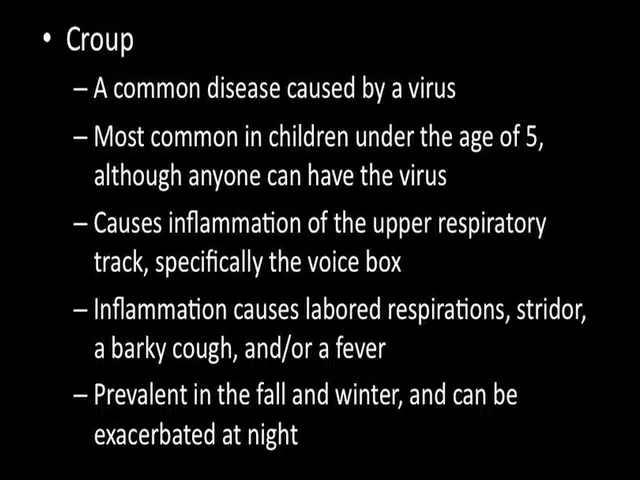 • Croup
– A common disease caused by a virus
– Most common in children under the age of 5,
although anyone can have the virus
– Causes inflammation of the upper respiratory
track, specifically the voice box
– Inflammation causes labored respirations, stridor,
a barky cough, and/or a fever
– Prevalent in the fall and winter, and can be
exacerbated at night